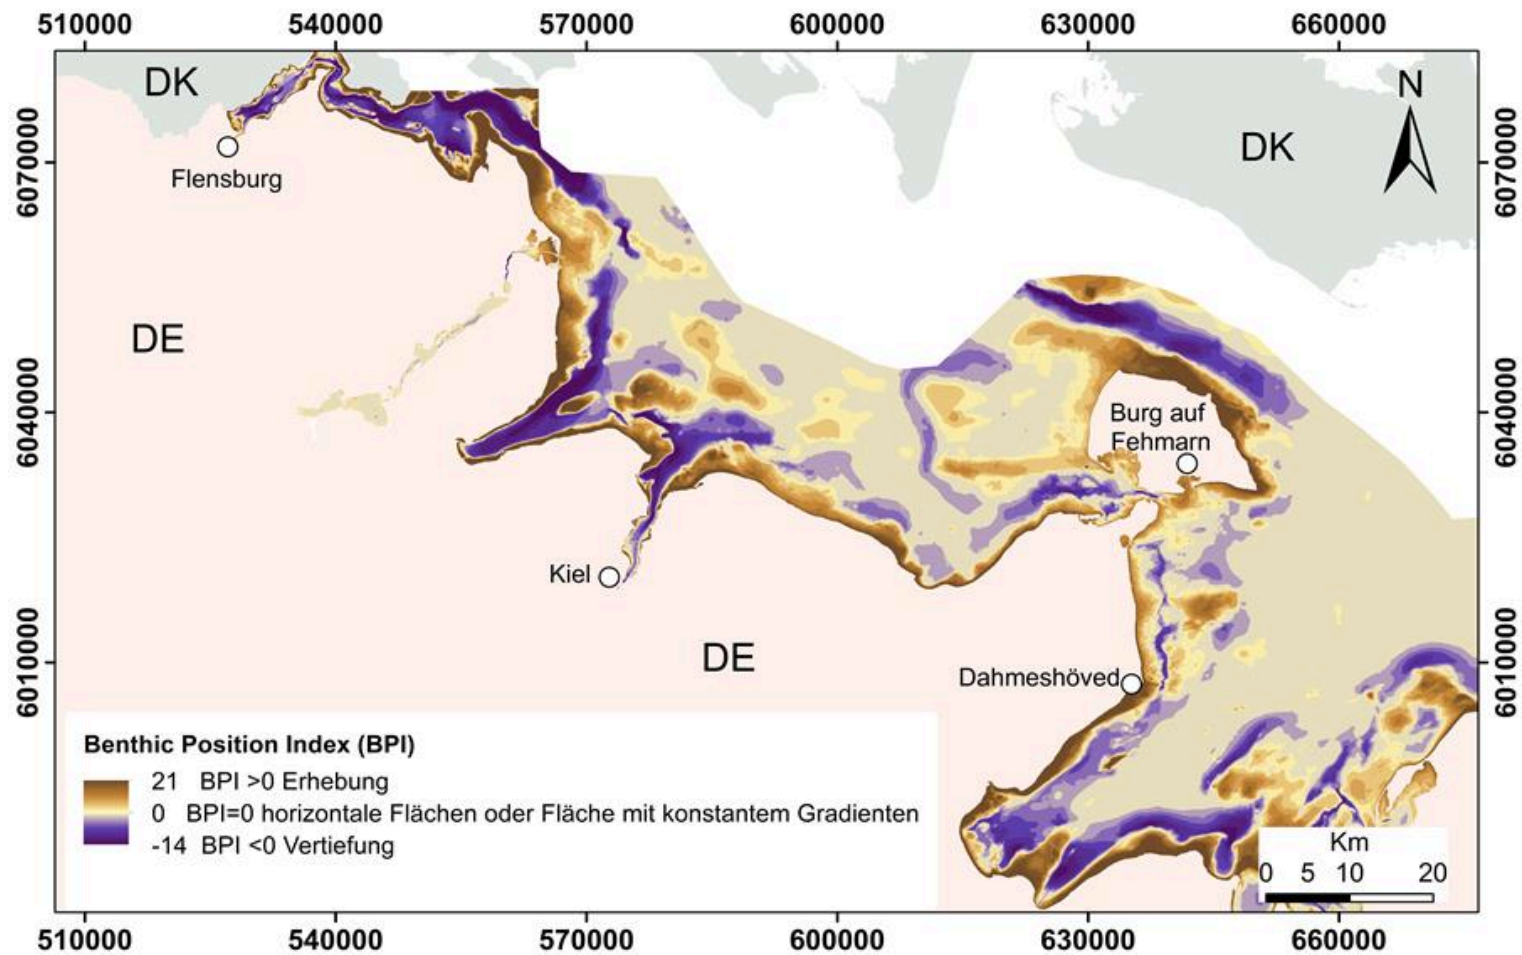 510000 540000 570000 600000 630000 660000
DK
N
DK
6070000 6070000
Flensburg
DE
6040000 6040000
Burg auf
Fehmarn
Kiel
DE
6010000 6010000
Dahmeshöved
Benthic Position Index (BPI)
21 BPI >0 Erhebung
0 BPI=0 horizontale Flächen oder Fläche mit konstantem Gradienten
-14 BPI <0 Vertiefung
Km
0 5 10 20
510000 540000 570000 600000 630000 660000